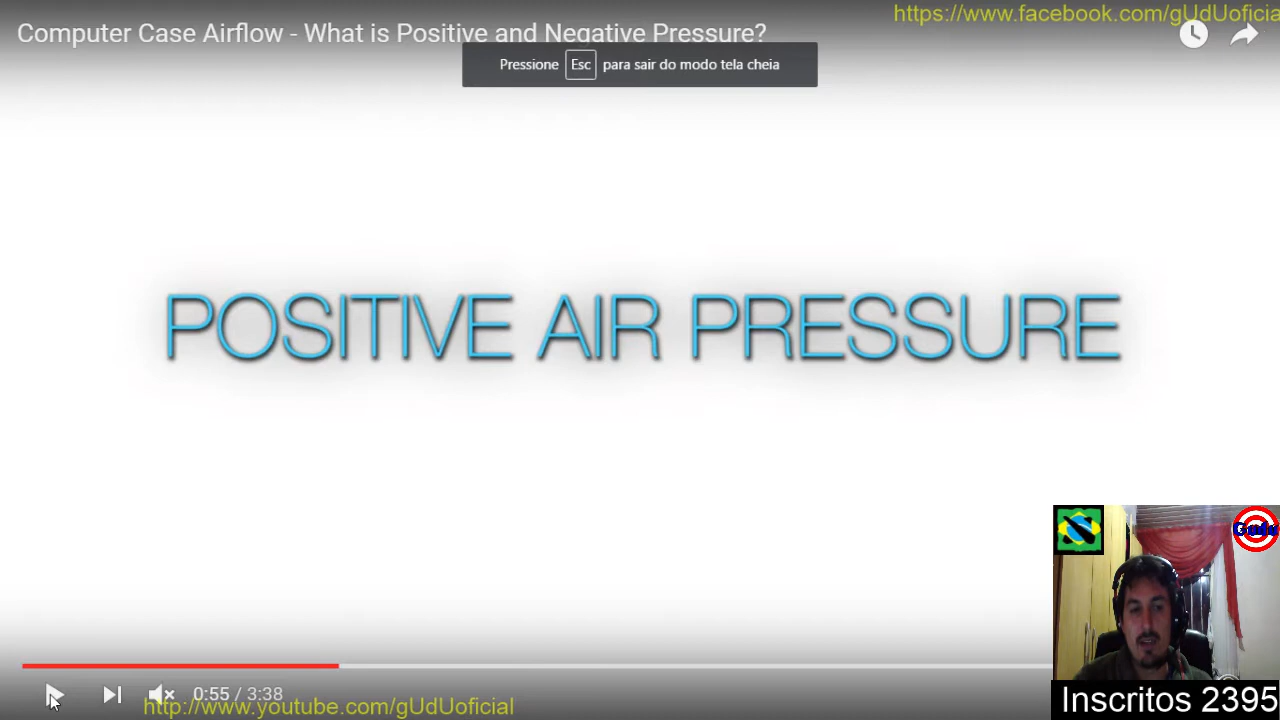 https://www.facebook.com/gUdUoficia
Computer Case Airflow - What is Positive and Negative Pressure?
Pressione Esc para sair do modo tela cheia
POSITIVE AIR PRESSURE
Gudu
0:55 / 3:38
http://www.youtube.com/gUdUoficial
Inscritos 2395